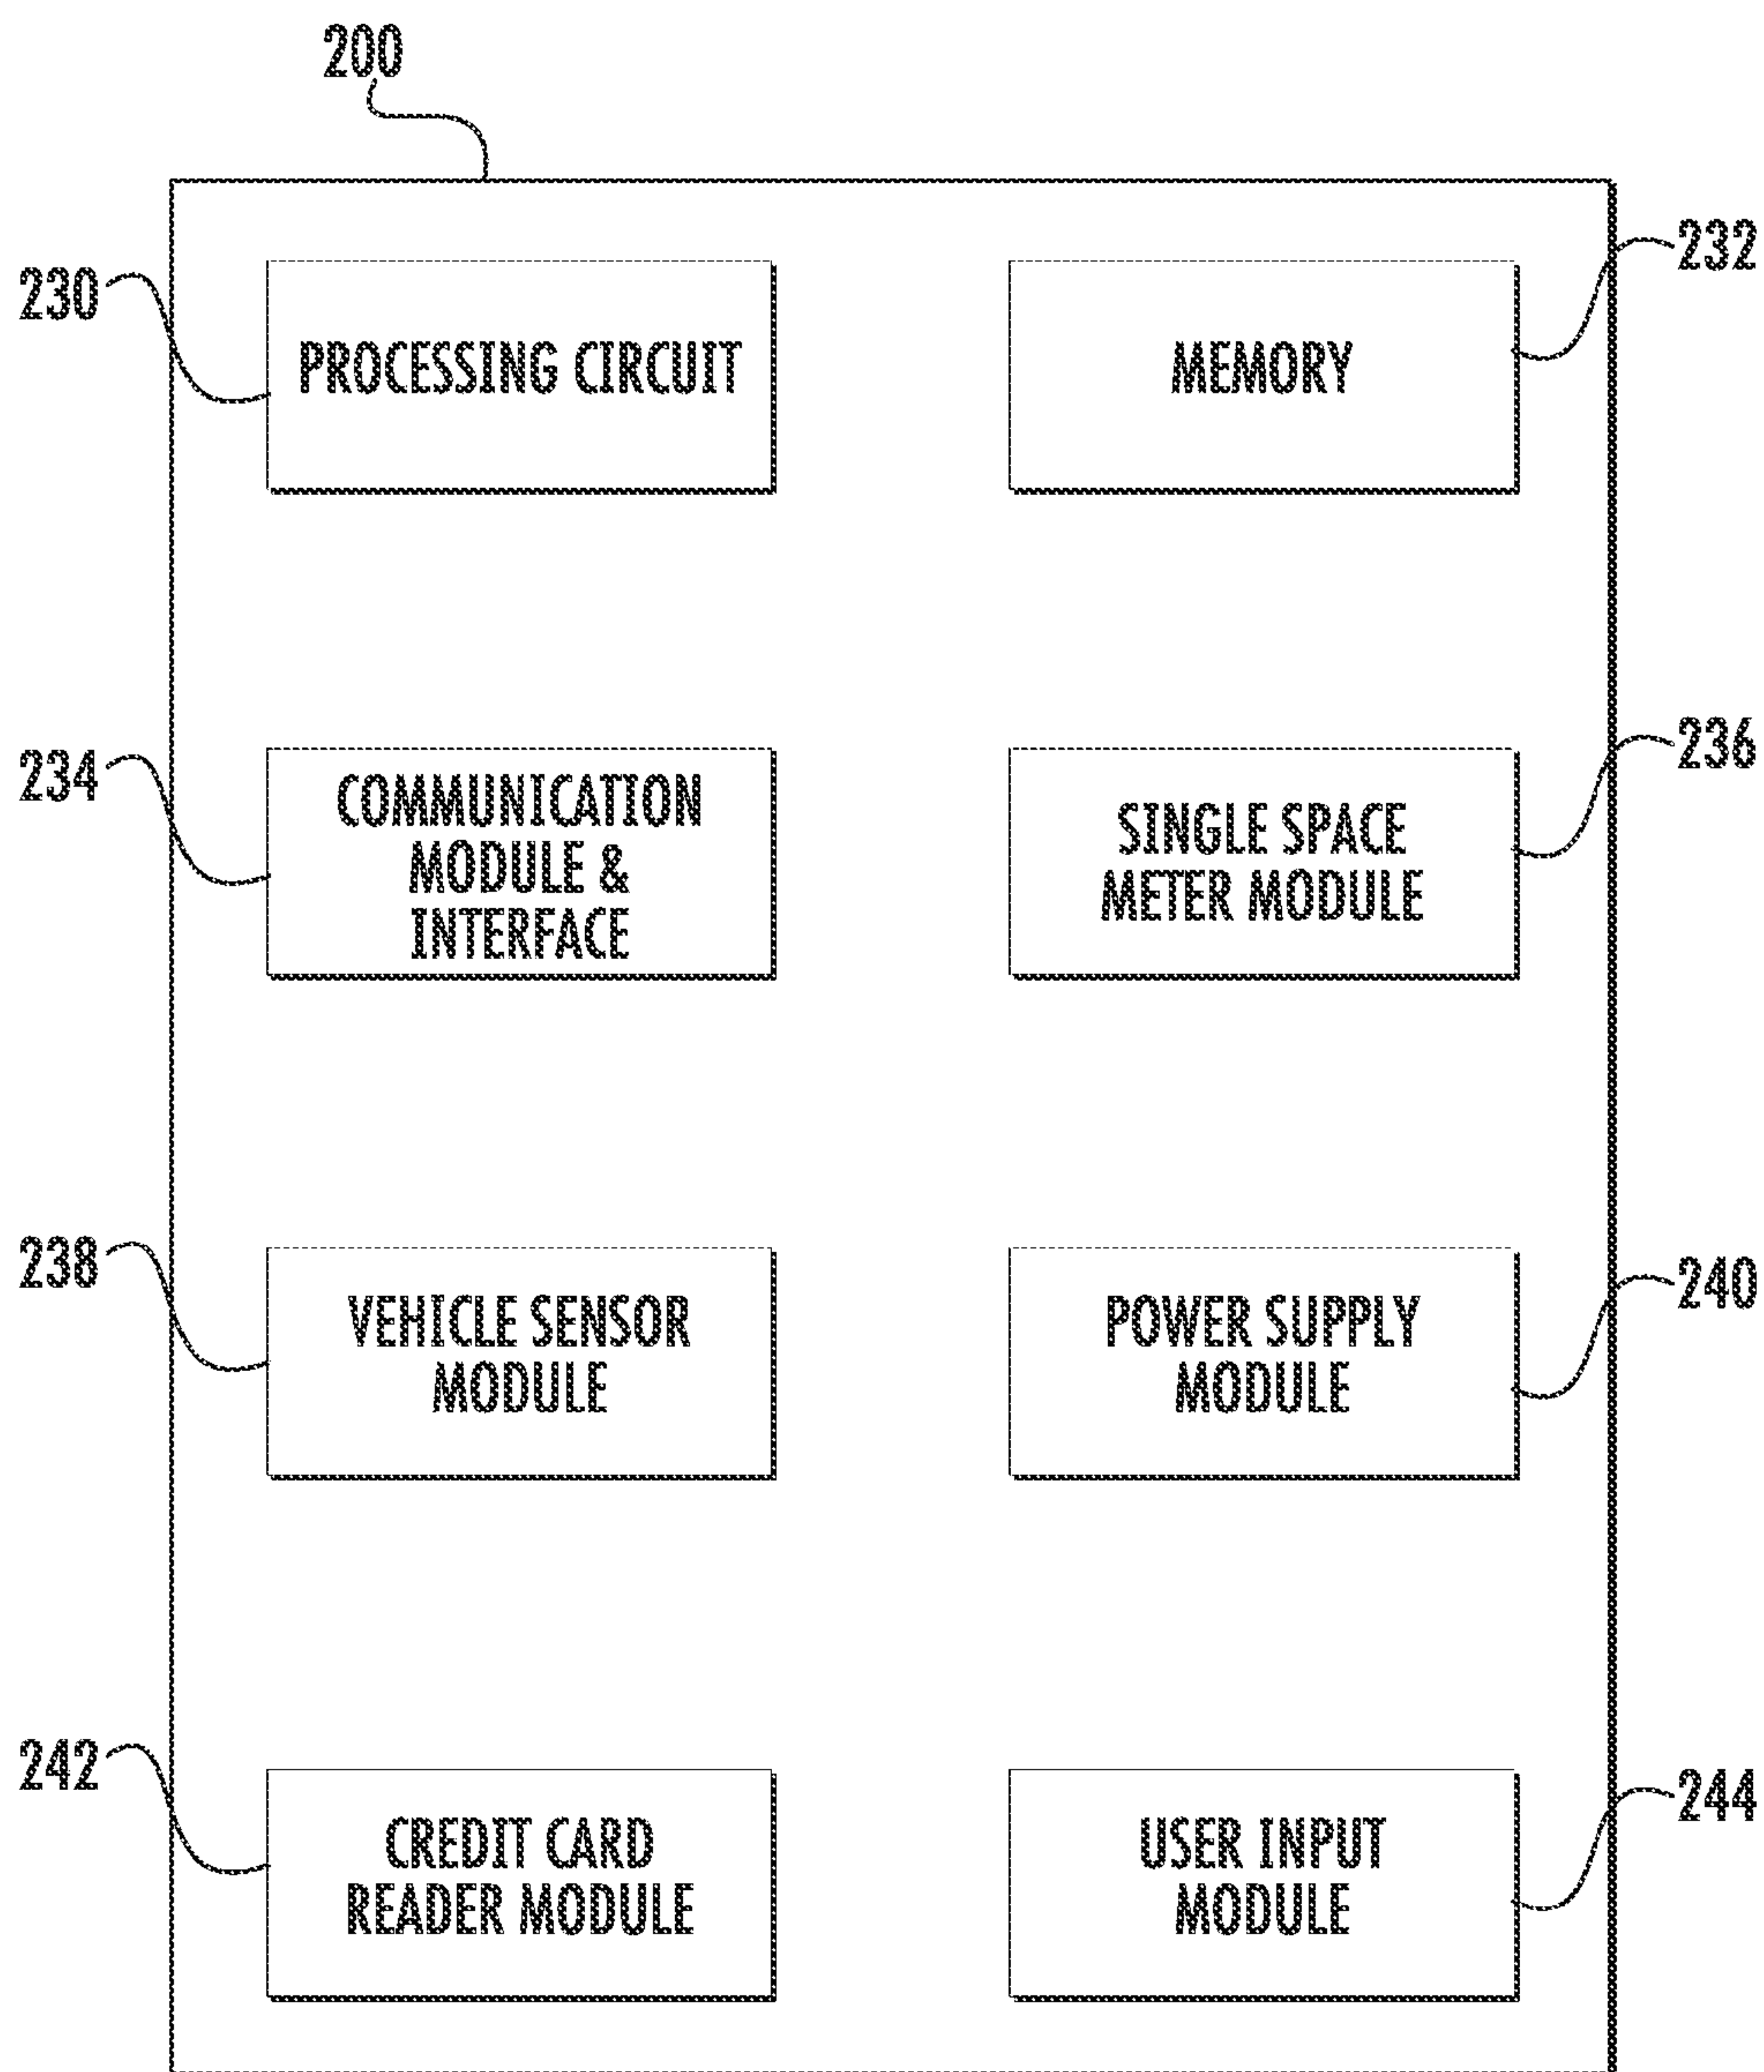 200
230
PROCESSING CIRCUIT
MEMORY
232
234
COMMUNICATION
MODULE &
INTERFACE
SINGLE SPACE
METER MODULE
236
238
VEHICLE SENSOR
MODULE
POWER SUPPLY
MODULE
240
242
CREDIT CARD
READER MODULE
USER INPUT
MODULE
244